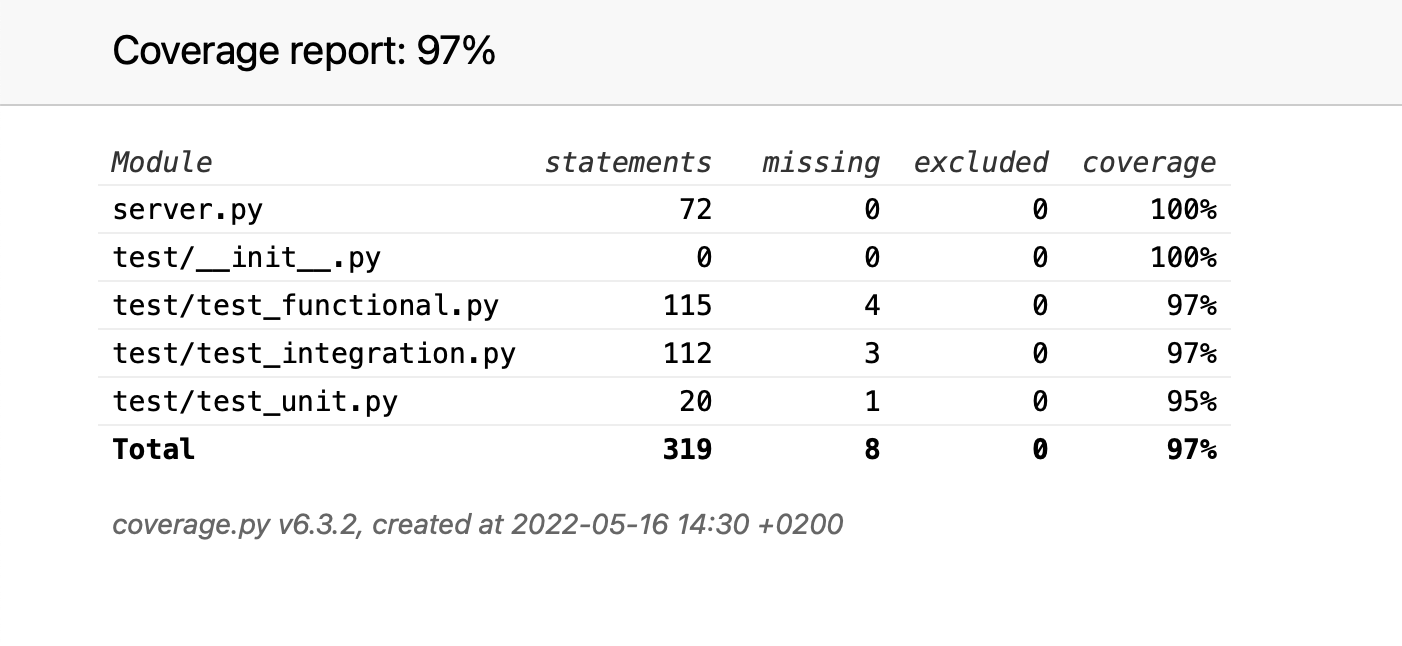 Coverage report: 97%
Module statements missing excluded coverage
server.py 72 0 0 100%
test/__init__.py 0 0 0 100%
test/test_functional.py 115 4 0 97%
test/test_integration.py 112 3 0 97%
test/test_unit.py 20 1 0 95%
Total 319 8 0 97%
coverage.py v6.3.2, created at 2022-05-16 14:30 +0200